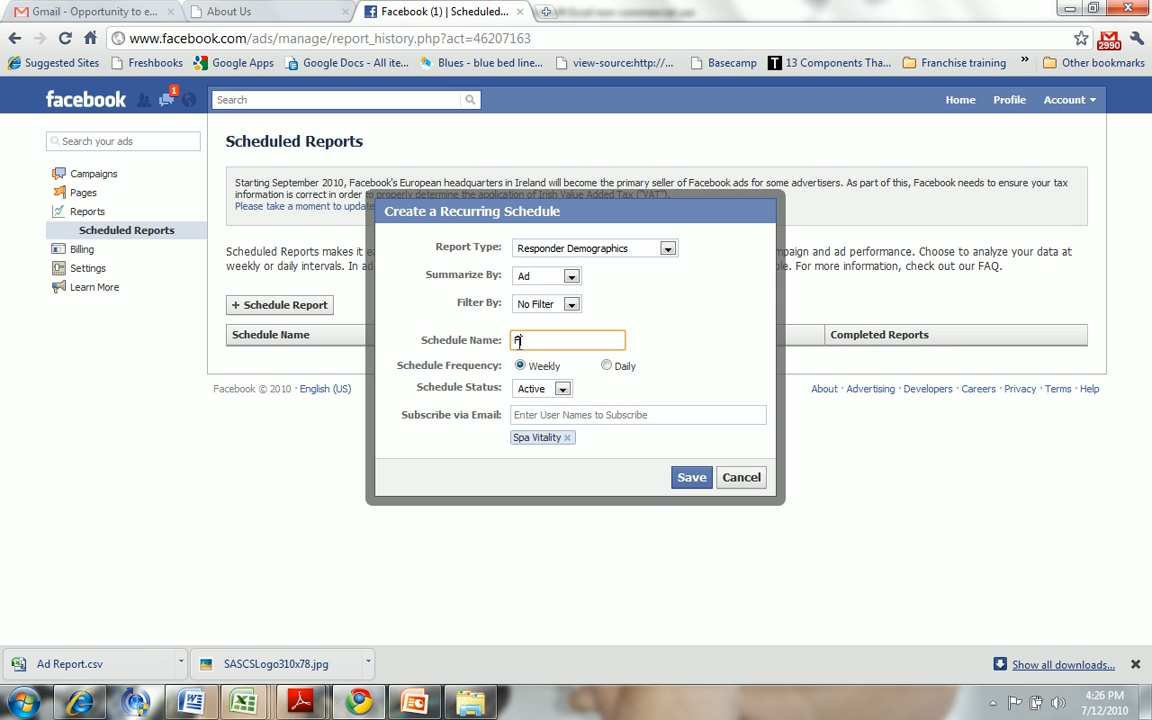 Gmail - Opportunity to e...
About Us
Facebook (1) | Scheduled...
www.facebook.com/ads/manage/report_history.php?act=46207163
2990
Suggested Sites
Freshbooks
Google Apps
Google Docs - All ite...
Blues - blue bed line...
view-source:http://...
Basecamp
13 Components Tha...
Franchise training
»
Other bookmarks
facebook
1
Search
Home
Profile
Account
Search your ads
Campaigns
Pages
Reports
Scheduled Reports
Billing
Settings
Learn More
Scheduled Reports
Starting September 2010, Facebook's European headquarters in Ireland will become the primary seller of Facebook ads for some advertisers. As part of this, Facebook needs to ensure your tax
information is correct in order to properly determine the application of Irish Value Added Tax ("VAT").
Please take a moment to update
Scheduled Reports makes it ea
paign and ad performance. Choose to analyze your data at
weekly or daily intervals. In ad
le. For more information, check out our FAQ.
+ Schedule Report
Schedule Name
Completed Reports
Create a Recurring Schedule
Report Type: Responder Demographics
Summarize By: Ad
Filter By: No Filter
Schedule Name: F
Schedule Frequency: Weekly Daily
Schedule Status: Active
Subscribe via Email: Enter User Names to Subscribe
Spa Vitality ×
Save
Cancel
Facebook © 2010 · English (US)
About · Advertising · Developers · Careers · Privacy · Terms · Help
Ad Report.csv
SASCSLogo310x78.jpg
Show all downloads...
4:26 PM
7/12/2010